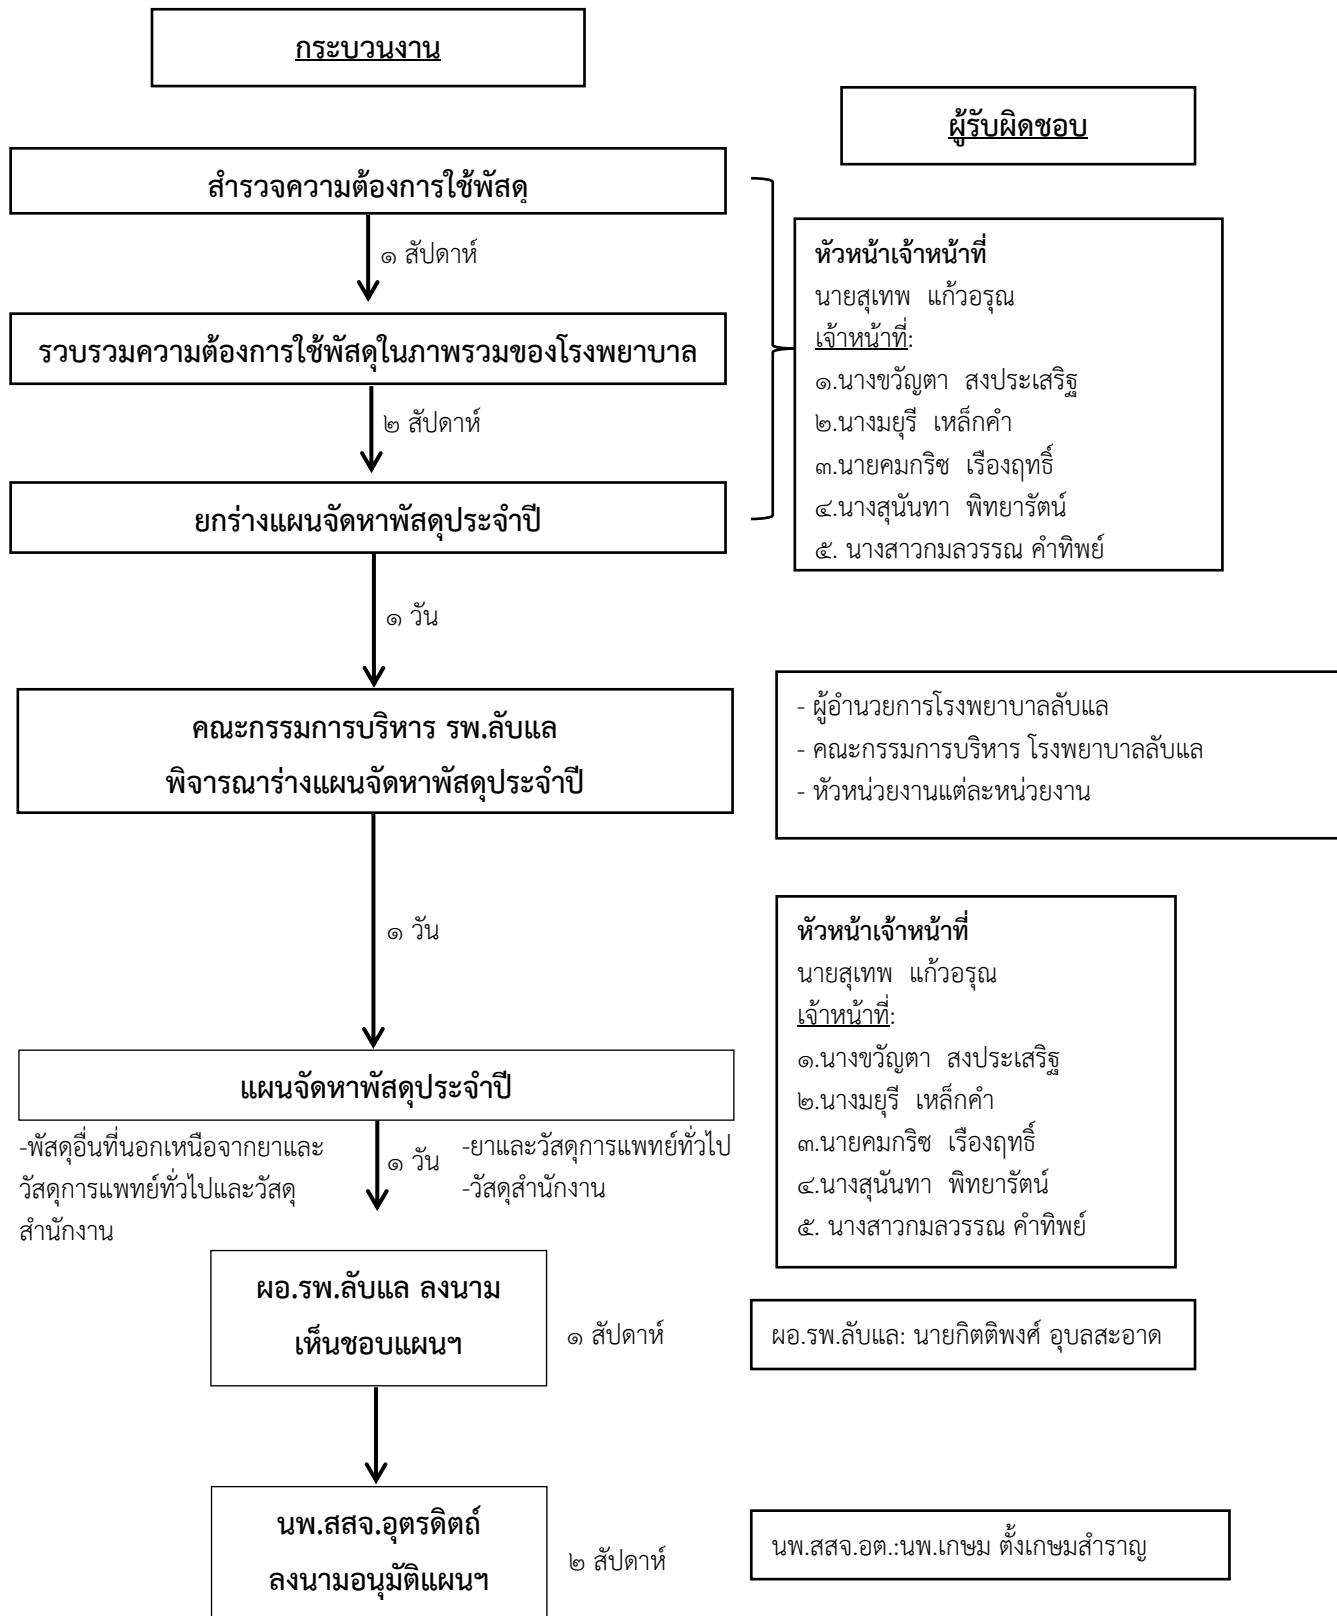 กระบวนงาน
ผู้รับผิดชอบ
สำรวจความต้องการใช้พัสดุ
๑ สัปดาห์
รวบรวมความต้องการใช้พัสดุในภาพรวมของโรงพยาบาล
๒ สัปดาห์
ยกร่างแผนจัดหาพัสดุประจำปี
หัวหน้าเจ้าหน้าที่
นายสุเทพ แก้วอรุณ
เจ้าหน้าที่:
๑.นางขวัญตา สงประเสริฐ
๒.นางมยุรี เหล็กคำ
๓.นายคมกริช เรืองฤทธิ์
๔.นางสุนันทา พิทยารัตน์
๕. นางสาวกมลวรรณ คำทิพย์
๑ วัน
คณะกรรมการบริหาร รพ.ลับแล
พิจารณาร่างแผนจัดหาพัสดุประจำปี
- ผู้อำนวยการโรงพยาบาลลับแล
- คณะกรรมการบริหาร โรงพยาบาลลับแล
- หัวหน่วยงานแต่ละหน่วยงาน
๑ วัน
แผนจัดหาพัสดุประจำปี
หัวหน้าเจ้าหน้าที่
นายสุเทพ แก้วอรุณ
เจ้าหน้าที่:
๑.นางขวัญตา สงประเสริฐ
๒.นางมยุรี เหล็กคำ
๓.นายคมกริช เรืองฤทธิ์
๔.นางสุนันทา พิทยารัตน์
๕. นางสาวกมลวรรณ คำทิพย์
-พัสดุอื่นที่นอกเหนือจากยาและ
วัสดุการแพทย์ทั่วไปและวัสดุ
สำนักงาน
๑ วัน
-ยาและวัสดุการแพทย์ทั่วไป
-วัสดุสำนักงาน
ผอ.รพ.ลับแล ลงนาม
เห็นชอบแผนฯ
๑ สัปดาห์
ผอ.รพ.ลับแล: นายกิตติพงศ์ อุบลสะอาด
นพ.สสจ.อุตรดิตถ์
ลงนามอนุมัติแผนฯ
๒ สัปดาห์
นพ.สสจ.อต.:นพ.เกษม ตั้งเกษมสำราญ